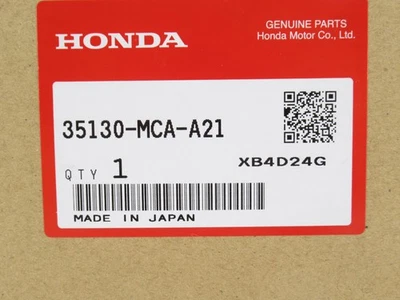 HONDA
GENUINE PARTS
Honda Motor Co., Ltd.
35130-MCA-A21
QTY 1
XB4D24G
MADE IN JAPAN